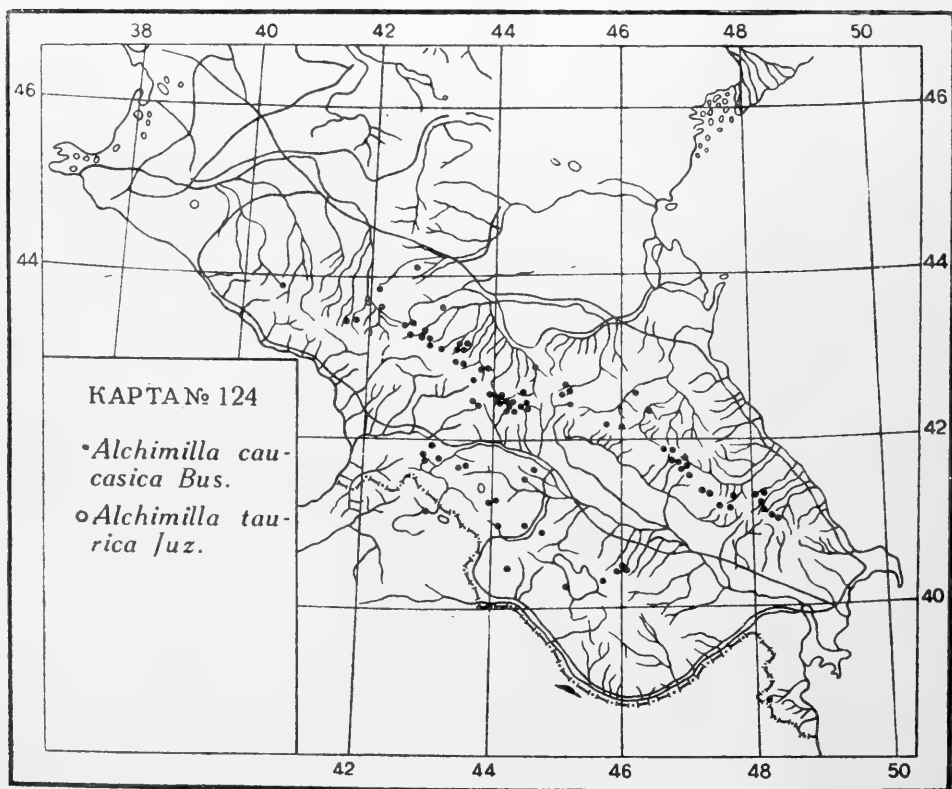 38 40 42 44 46 48 50
46 46
44 44
КАРТА № 124
•Alchimilla cau-
casica Bus.
○Alchimilla tau-
rica Juz.
42
40
42 44 46 48 50